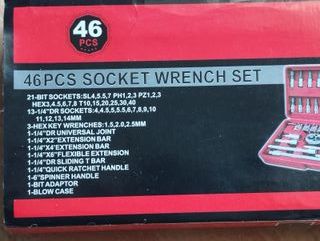 46
PCS
46PCS SOCKET WRENCH SET
21-BIT SOCKETS:SL4,5.5,7 PH1,2,3 PZ1,2,3
HEX3,4,5,6,7,8 T10,15,20,25,30,40
13-1/4"DR SOCKETS:4,4.5,5,5.5,6,7,8,9,10
11,12,13,14MM
3-HEX KEY WRENCHES:1.5,2.0,2.5MM
1-1/4"DR UNIVERSAL JOINT
1-1/4"X2"EXTENSION BAR
1-1/4"X4"EXTENSION BAR
1-1/4"X6"FLEXIBLE EXTENSION
1-1/4"DR SLIDING T BAR
1-1/4"QUICK RATCHET HANDLE
1-6"SPINNER HANDLE
1-BIT ADAPTOR
1-BLOW CASE